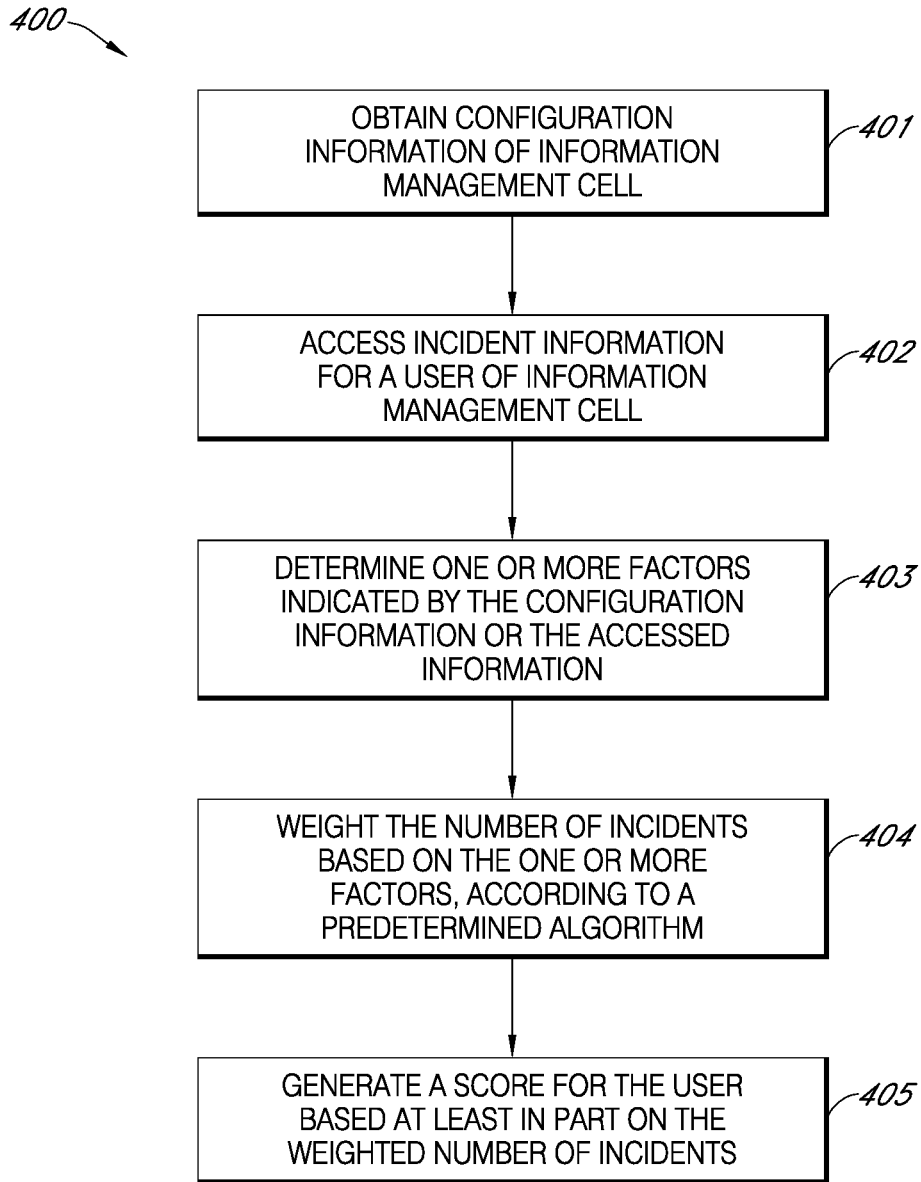 400
OBTAIN CONFIGURATION
INFORMATION OF INFORMATION
MANAGEMENT CELL
401
ACCESS INCIDENT INFORMATION
FOR A USER OF INFORMATION
MANAGEMENT CELL
402
DETERMINE ONE OR MORE FACTORS
INDICATED BY THE CONFIGURATION
INFORMATION OR THE ACCESSED
INFORMATION
403
WEIGHT THE NUMBER OF INCIDENTS
BASED ON THE ONE OR MORE
FACTORS, ACCORDING TO A
PREDETERMINED ALGORITHM
404
GENERATE A SCORE FOR THE USER
BASED AT LEAST IN PART ON THE
WEIGHTED NUMBER OF INCIDENTS
405